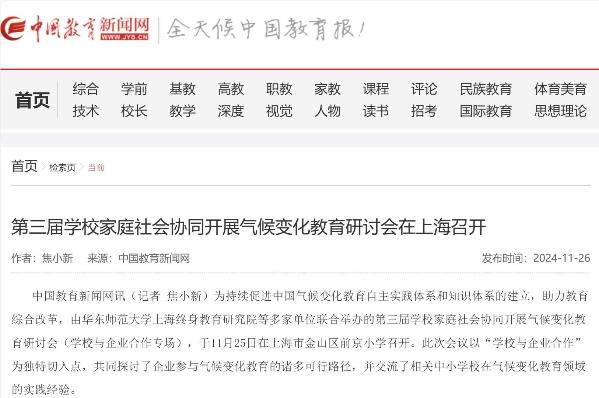 中国教育新闻网
WWW.JYB.CN
全天候中国教育报!
首页 综合 学前 基教 高教 职教 家教 课程 评论 民族教育 体育美育
技术 校长 教学 深度 视觉 人物 读书 招考 国际教育 思想理论
首页 > 检索页 > 当前
第三届学校家庭社会协同开展气候变化教育研讨会在上海召开
作者:焦小新 来源:中国教育新闻网 发布时间:2024-11-26
中国教育新闻网讯(记者 焦小新)为持续促进中国气候变化教育自主实践体系和知识体系的建立,助力教育
综合改革,由华东师范大学上海终身教育研究院等多家单位联合举办的第三届学校家庭社会协同开展气候变化教
育研讨会(学校与企业合作专场),于11月25日在上海市金山区前京小学召开。此次会议以“学校与企业合作”
为独特切入点,共同探讨了企业参与气候变化教育的诸多可行路径,并交流了相关中小学校在气候变化教育领域
的实践经验。